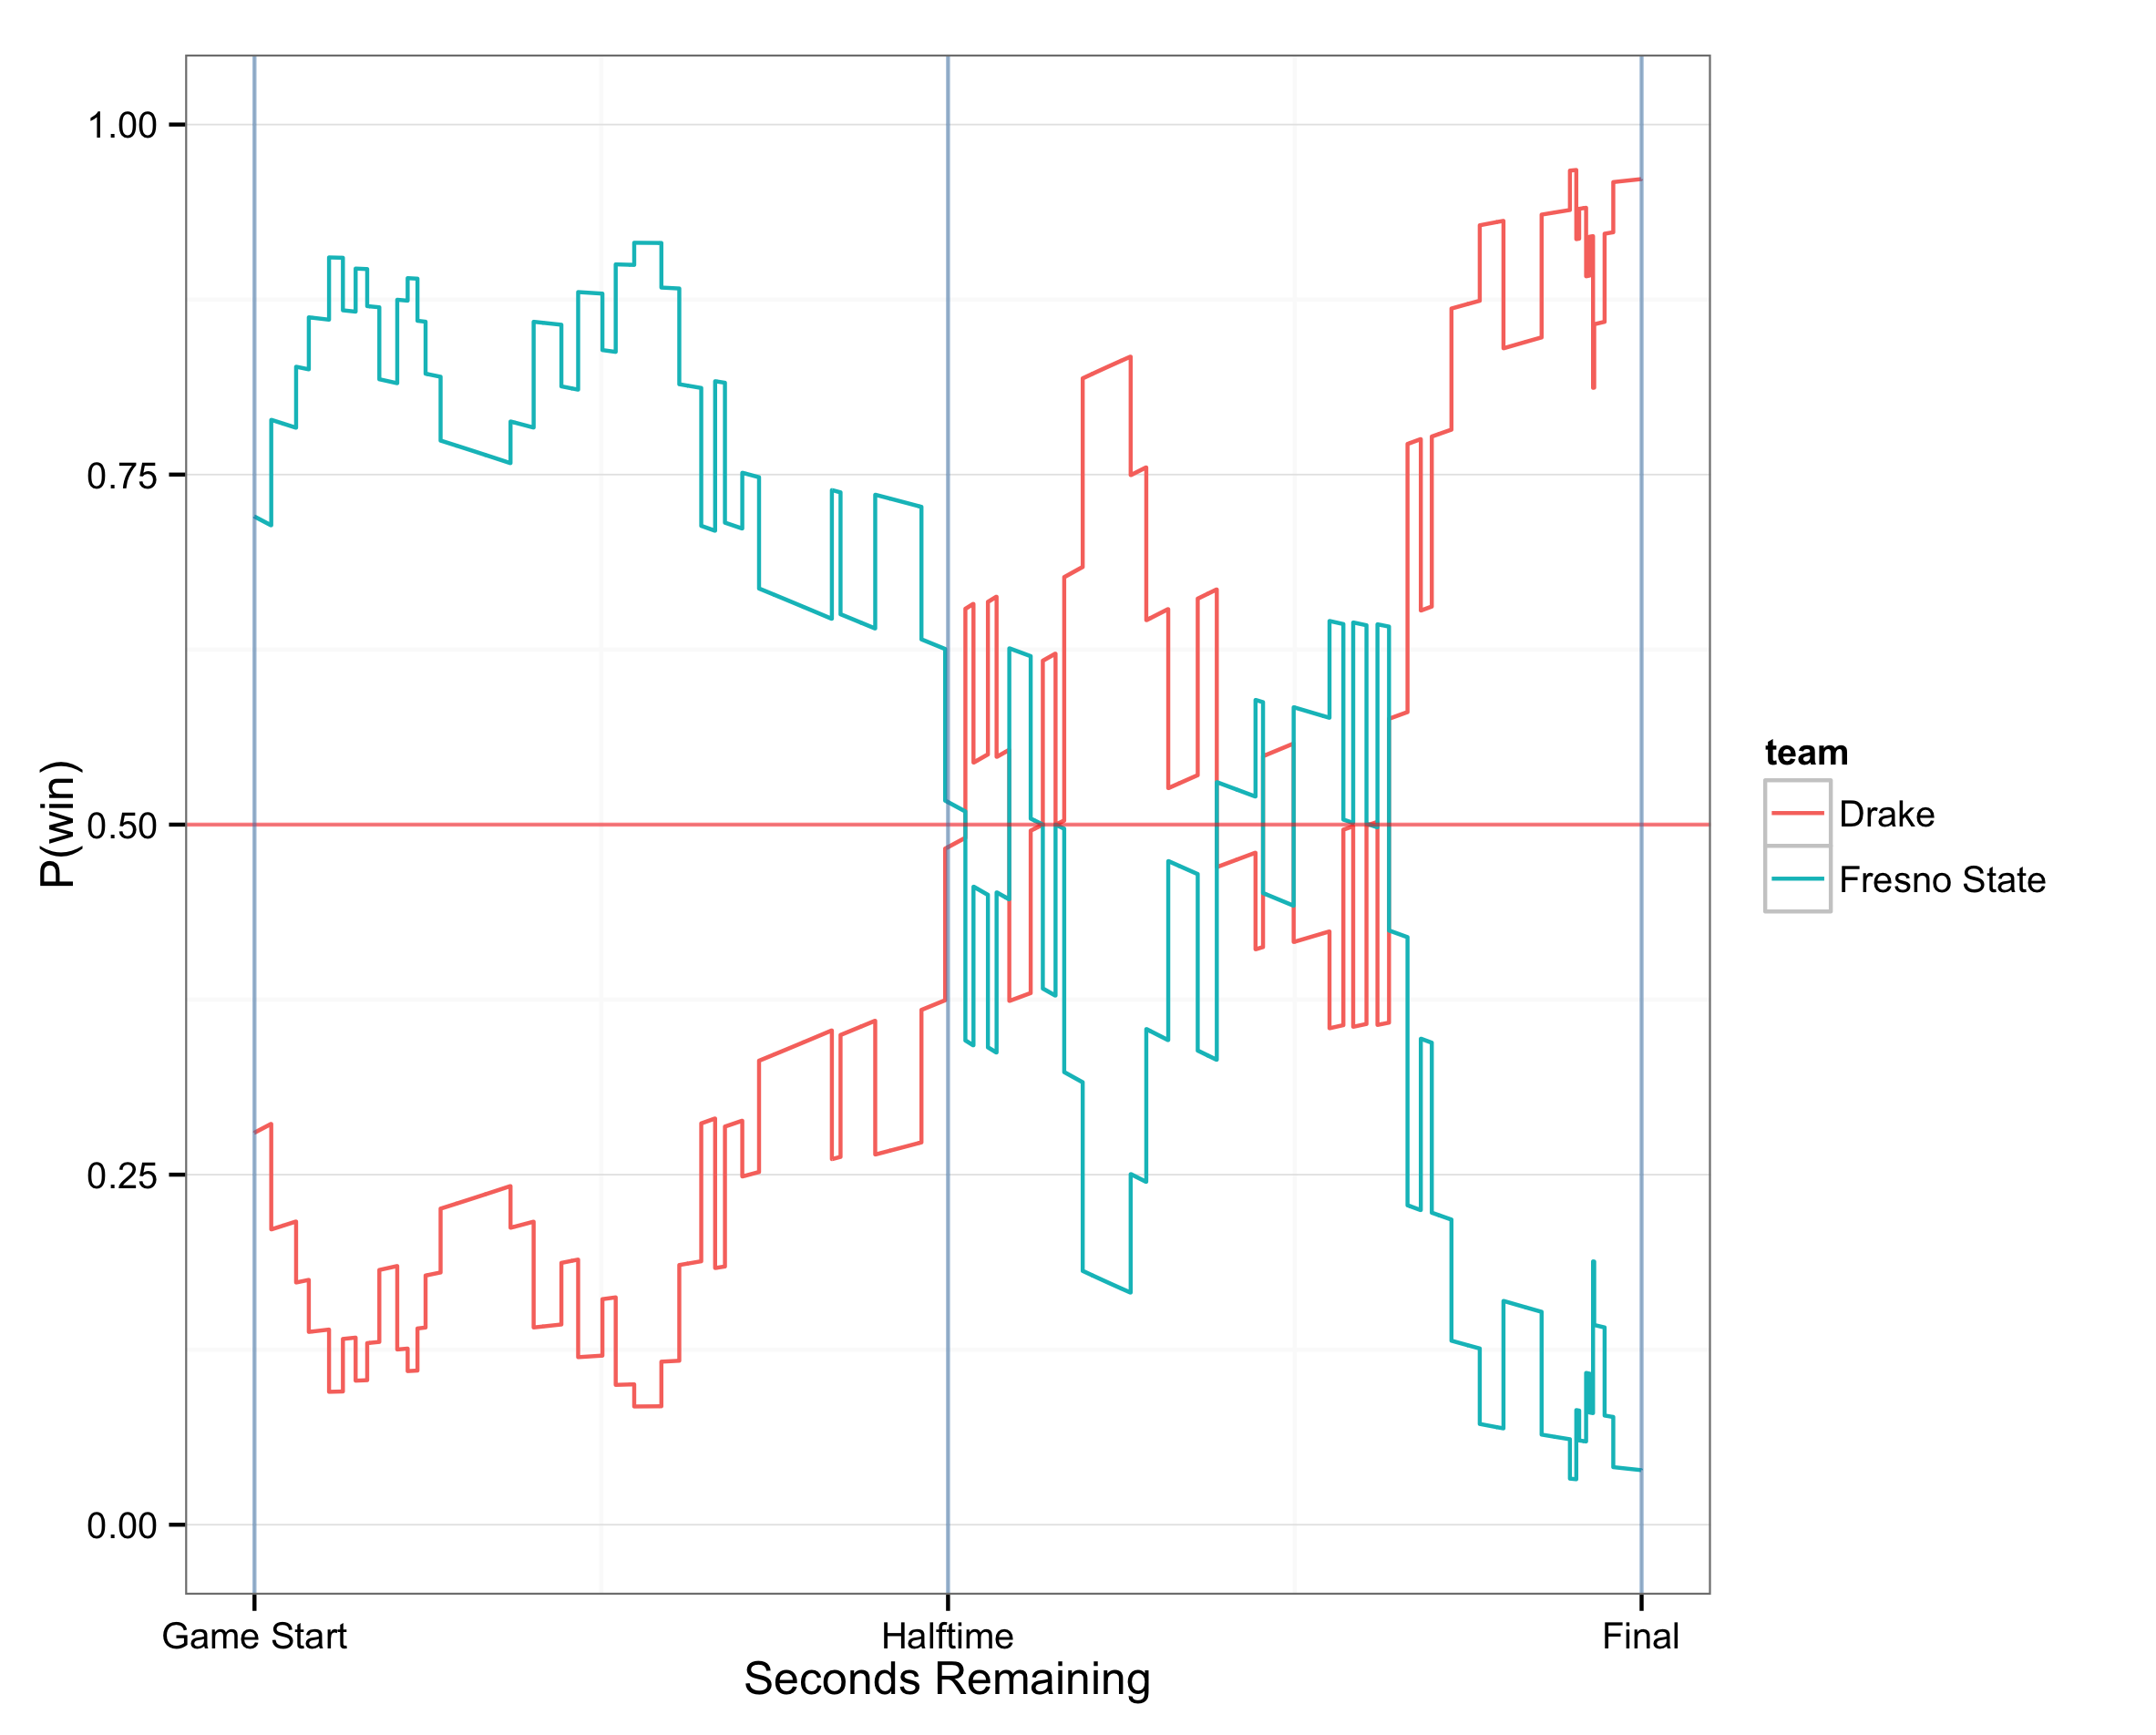 1.00
0.75
0.50
0.25
0.00
P(win)
Game Start
Halftime
Final
Seconds Remaining
team
Drake
Fresno State